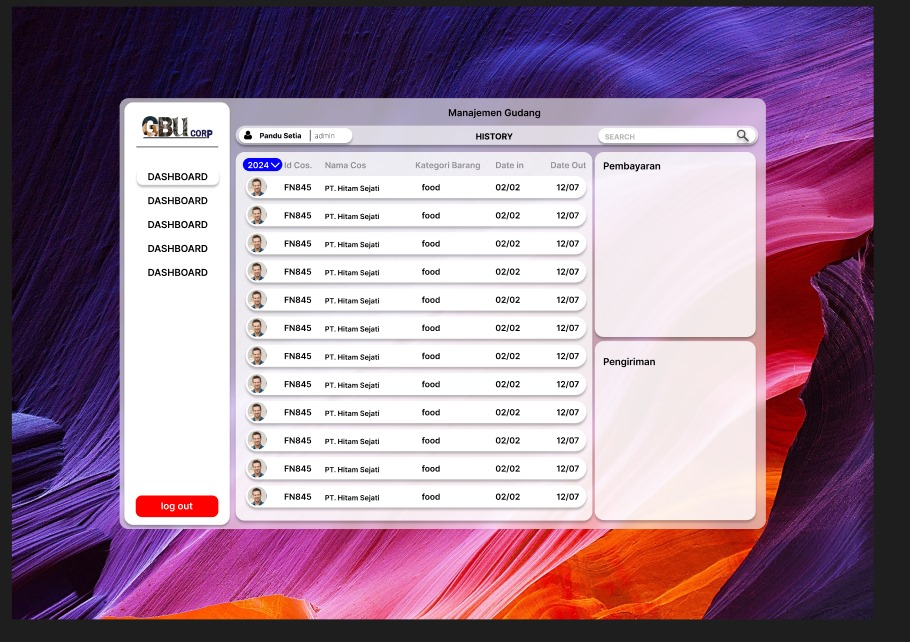 Manajemen Gudang
GBU CORP
Pandu Setia | admin
HISTORY
SEARCH
DASHBOARD
DASHBOARD
DASHBOARD
DASHBOARD
DASHBOARD
log out
2024 Id Cos. Nama Cos Kategori Barang Date in Date Out
FN845 PT. Hitam Sejati food 02/02 12/07
FN845 PT. Hitam Sejati food 02/02 12/07
FN845 PT. Hitam Sejati food 02/02 12/07
FN845 PT. Hitam Sejati food 02/02 12/07
FN845 PT. Hitam Sejati food 02/02 12/07
FN845 PT. Hitam Sejati food 02/02 12/07
FN845 PT. Hitam Sejati food 02/02 12/07
FN845 PT. Hitam Sejati food 02/02 12/07
FN845 PT. Hitam Sejati food 02/02 12/07
FN845 PT. Hitam Sejati food 02/02 12/07
FN845 PT. Hitam Sejati food 02/02 12/07
FN845 PT. Hitam Sejati food 02/02 12/07
Pembayaran
Pengiriman